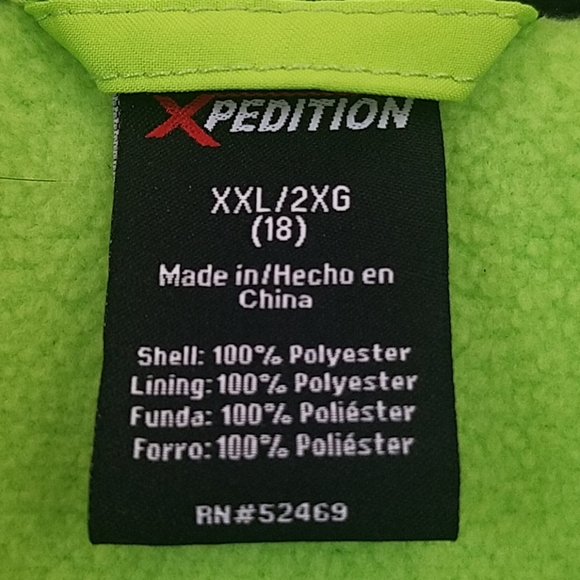 XPEDITION
XXL/2XG
(18)
Made in/Hecho en
China
Shell: 100% Polyester
Lining: 100% Polyester
Funda: 100% Poliéster
Forro: 100% Poliéster
RN#52469